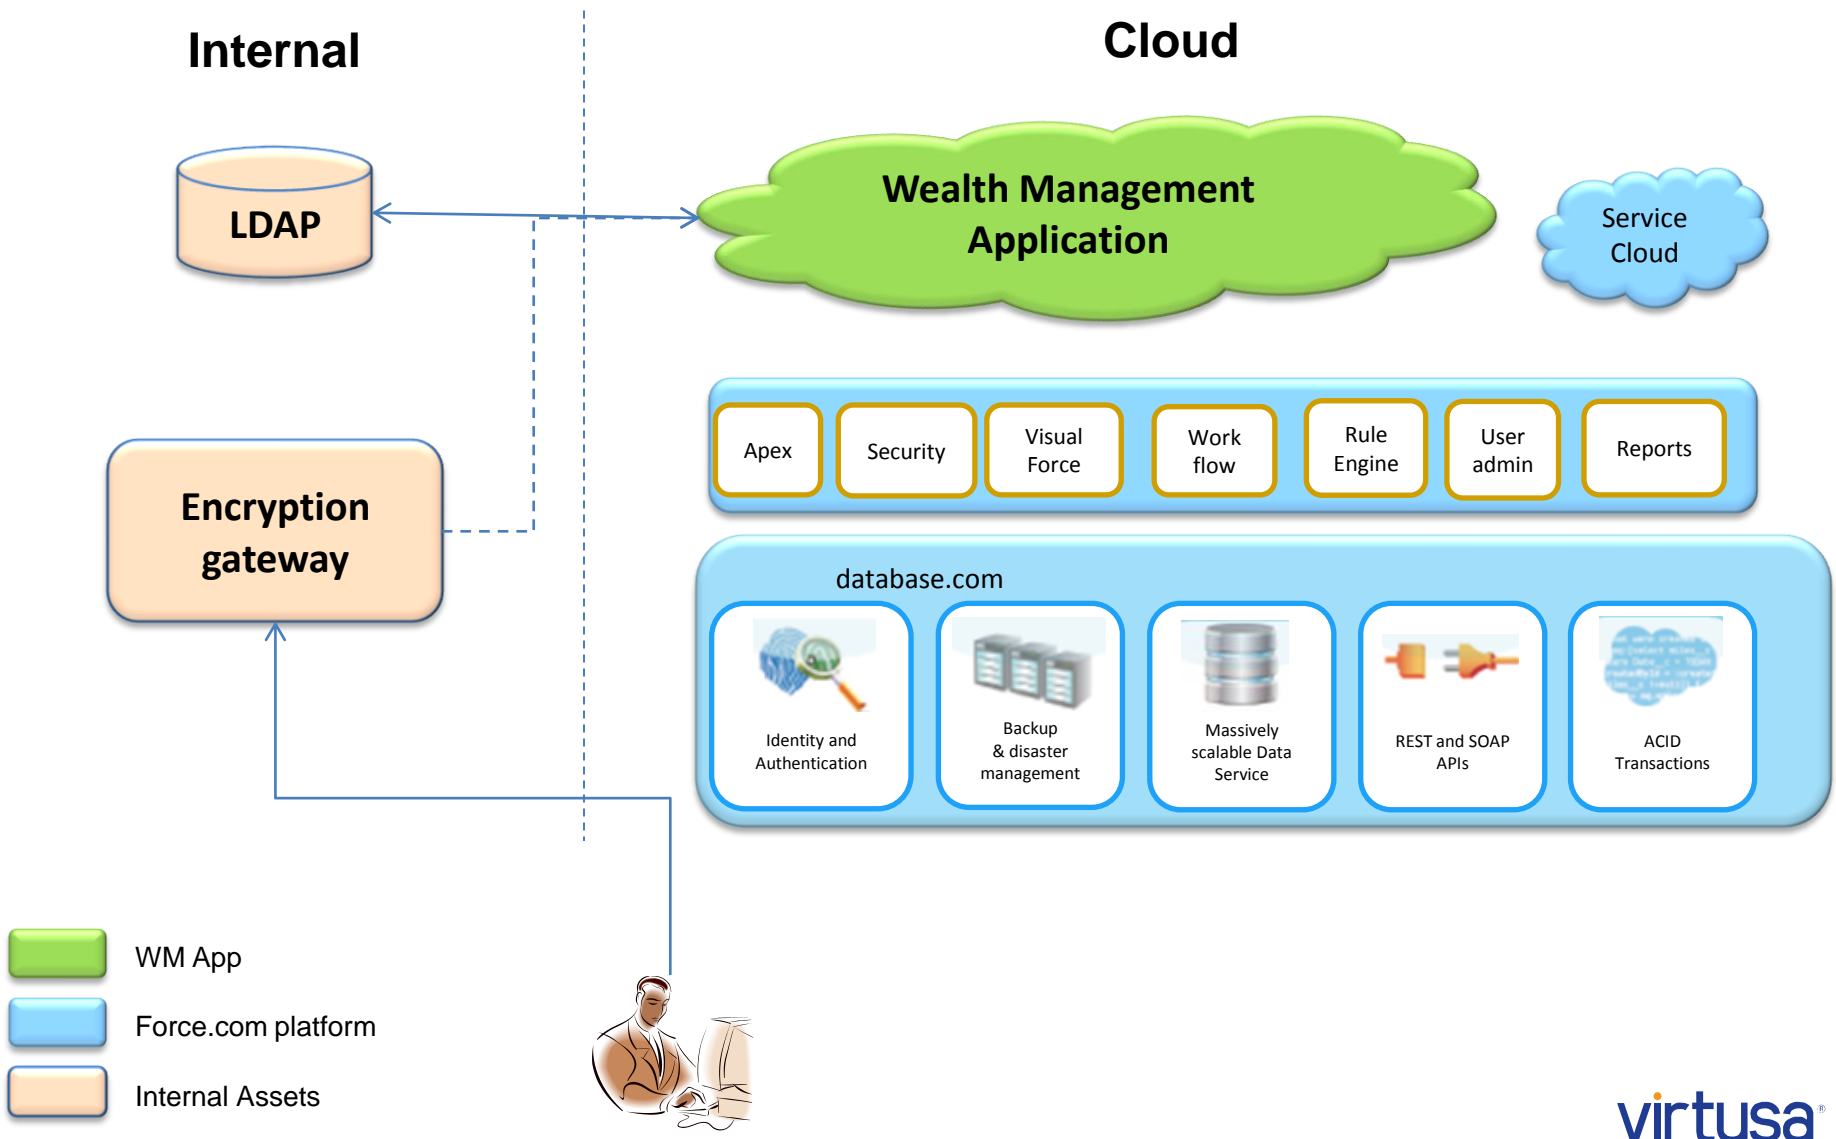 Internal
Cloud
LDAP
Wealth Management
Application
Service
Cloud
Encryption
gateway
Apex
Security
Visual
Force
Work
flow
Rule
Engine
User
admin
Reports
database.com
Identity and
Authentication
Backup
& disaster
management
Massively
scalable Data
Service
REST and SOAP
APIs
ACID
Transactions
WM App
Force.com platform
Internal Assets
virtusa®